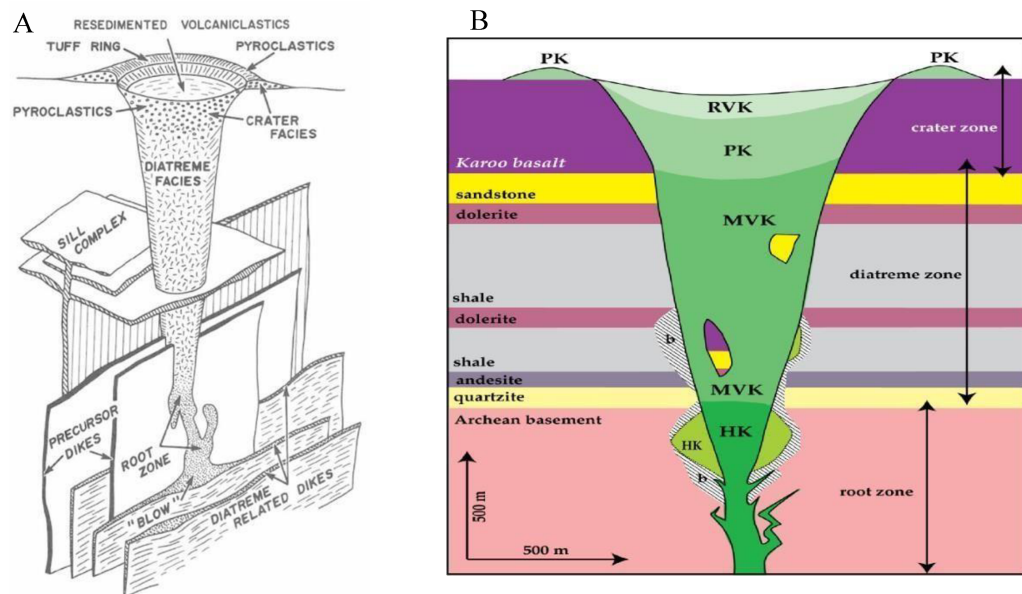 A
RESEDIMENTED VOLCANICLASTICS
TUFF RING
PYROCLASTICS
PYROCLASTICS
CRATER
FACIES
DIATREME
FACIES
SILL
COMPLEX
PRECURSOR
DIKES
ROOT
ZONE
"BLOW"
DIATREME
RELATED DIKES
B
PK
PK
RVK
crater zone
PK
Karoo basalt
sandstone
dolerite
MVK
diatreme zone
shale
dolerite
b
shale
andesite
MVK
quartzite
Archean basement
HK
HK
b
root zone
500 m
500 m